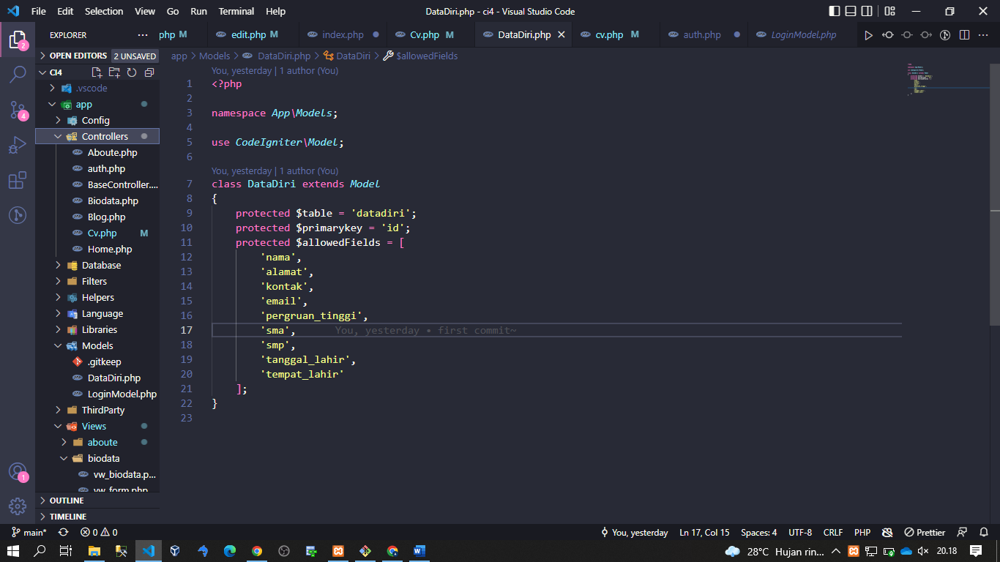 File Edit Selection View Go Run Terminal Help DataDiri.php - ci4 - Visual Studio Code
EXPLORER ... php M edit.php M index.php Cv.php M DataDiri.php cv.php M auth.php LoginModel.php
OPEN EDITORS 2 UNSAVED
app > Models > DataDiri.php > DataDiri > $allowedFields
CI4
.vscode
app
Config
Controllers
Aboute.php
auth.php
BaseController....
Biodata.php
Blog.php
Cv.php M
Home.php
Database
Filters
Helpers
Language
Libraries
Models
.gitkeep
DataDiri.php
LoginModel.php
ThirdParty
Views
aboute
biodata
vw_biodata.p...
vw_form.php
OUTLINE
TIMELINE
2
4
1
You, yesterday | 1 author (You)
1 <?php
2
3 namespace App\Models;
4
5 use CodeIgniter\Model;
6
You, yesterday | 1 author (You)
7 class DataDiri extends Model
8 {
9 protected $table = 'datadiri';
10 protected $primarykey = 'id';
11 protected $allowedFields = [
12 'nama',
13 'alamat',
14 'kontak',
15 'email',
16 'pergruan_tinggi',
17 'sma', You, yesterday • first commit~
18 'smp',
19 'tanggal_lahir',
20 'tempat_lahir'
21 ];
22 }
23
main* 0 0 You, yesterday Ln 17, Col 15 Spaces: 4 UTF-8 CRLF PHP Prettier
28°C Hujan rin... 20.18